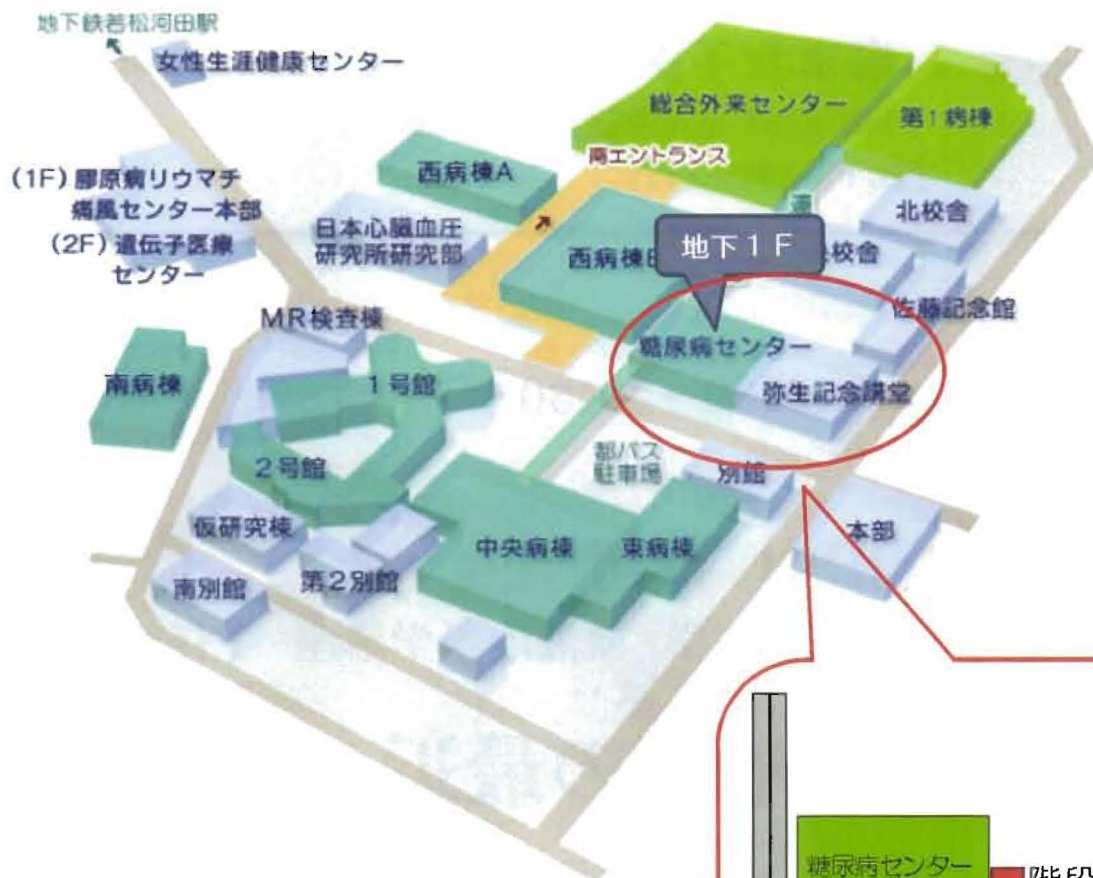 地下鉄若松河田駅
女性生涯健康センター
総合外来センター
第1病棟
南エントランス
西病棟A
(1F) 膠原病リウマチ
痛風センター本部
(2F) 遺伝子医療
センター
日本心臓血圧
研究所研究部
北校舎
西病棟
地下1F
校舎
佐藤記念館
MR検査棟
糖尿病センター
弥生記念講堂
南病棟
1号館
2号館
都バス
駐車場
別館
仮研究棟
中央病棟
東病棟
本部
南別館
第2別館
糖尿病センター
階段